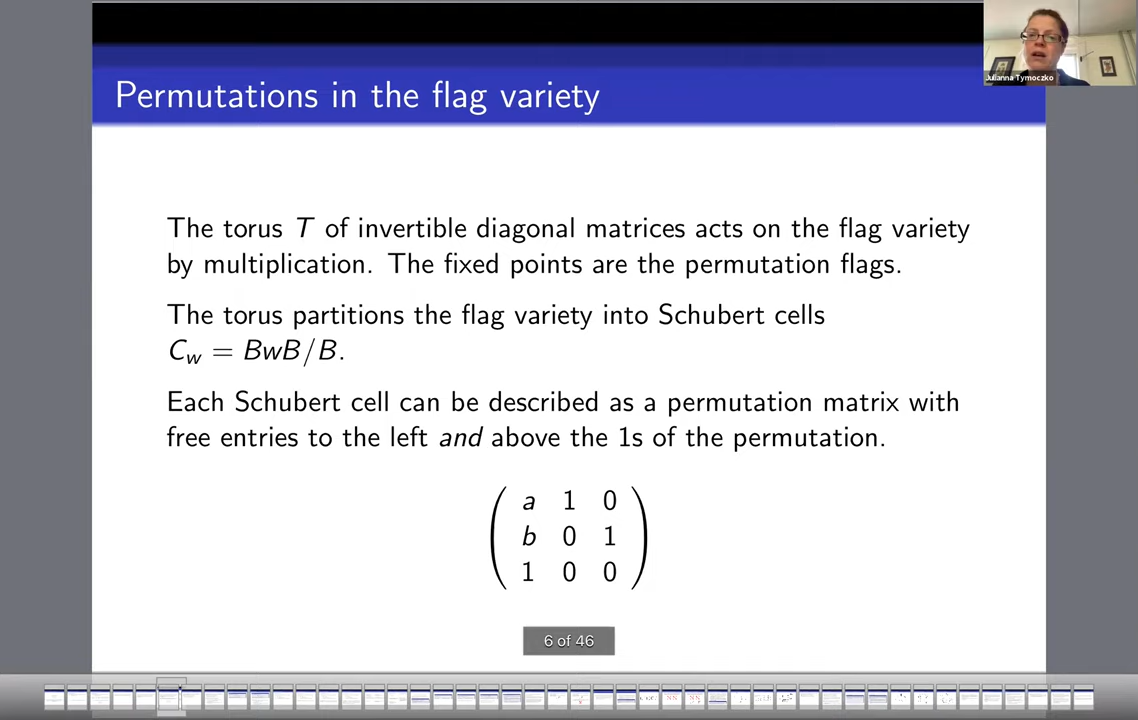 Permutations in the flag variety
Julianna Tymoczko
The torus T of invertible diagonal matrices acts on the flag variety
by multiplication. The fixed points are the permutation flags.
The torus partitions the flag variety into Schubert cells
C_w = BwB/B.
Each Schubert cell can be described as a permutation matrix with
free entries to the left and above the 1s of the permutation.
a 1 0
b 0 1
1 0 0
6 of 46